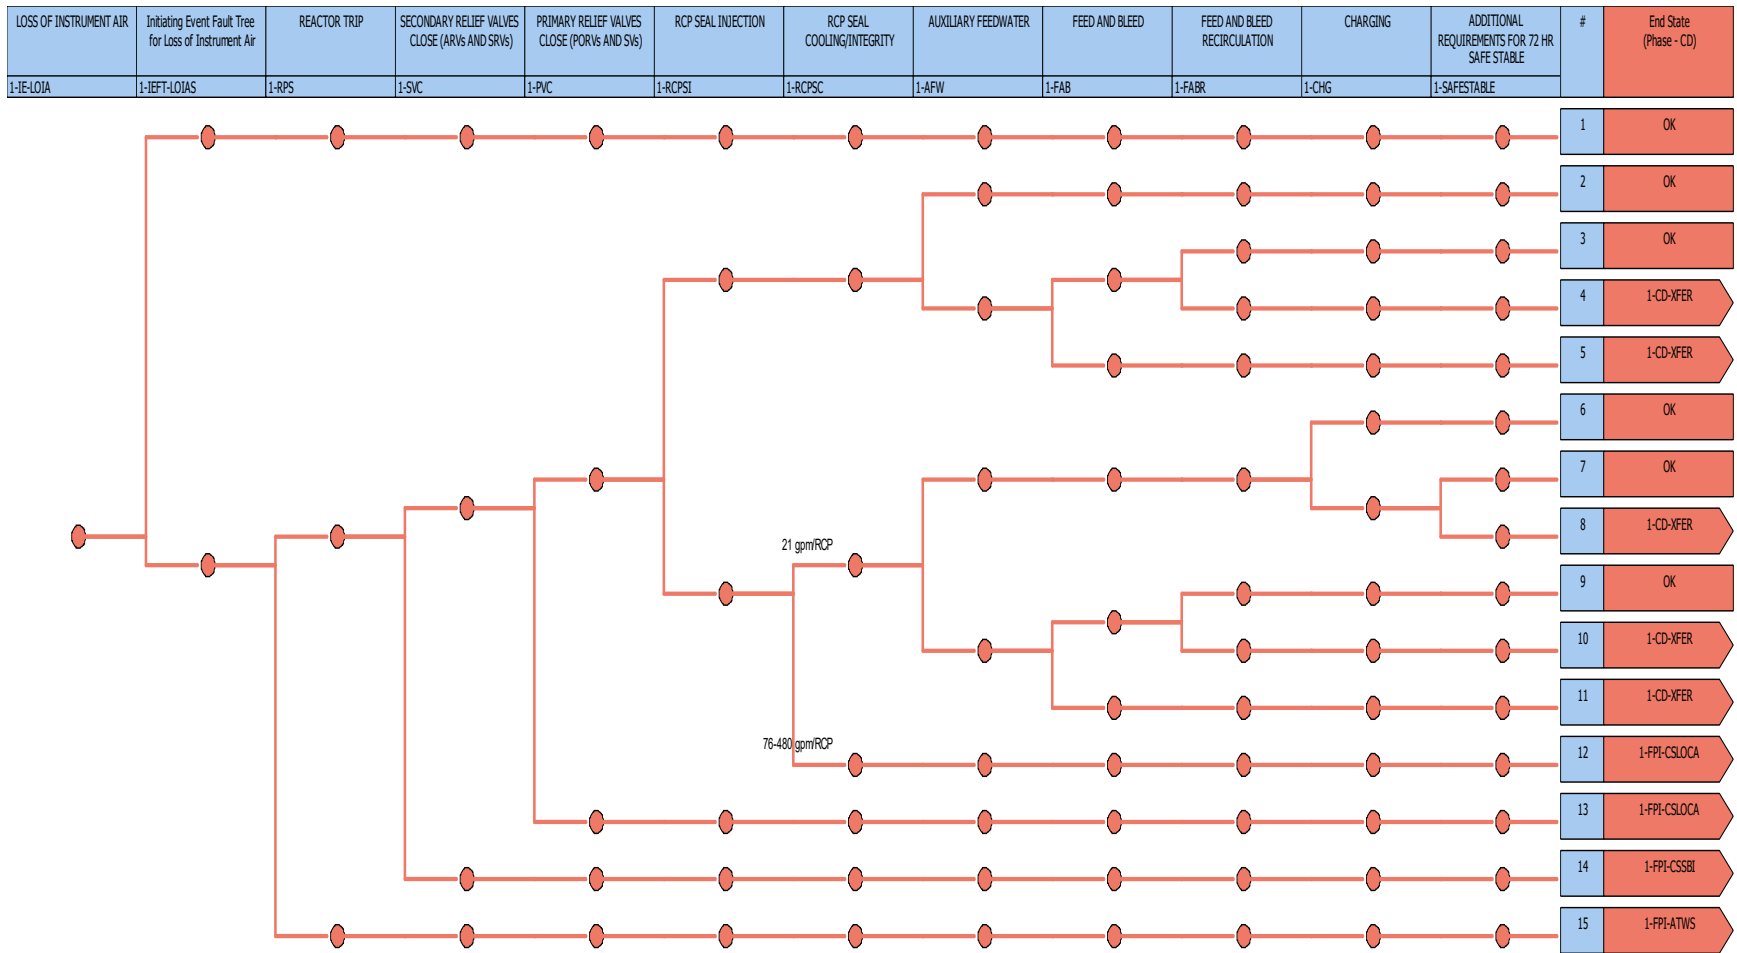 LOSS OF INSTRUMENT AIR
Initiating Event Fault Tree
for Loss of Instrument Air
REACTOR TRIP
SECONDARY RELIEF VALVES
CLOSE (ARVs AND SRVs)
PRIMARY RELIEF VALVES
CLOSE (PORVs AND SVs)
RCP SEAL INJECTION
RCP SEAL
COOLING/INTEGRITY
AUXILIARY FEEDWATER
FEED AND BLEED
FEED AND BLEED
RECIRCULATION
CHARGING
ADDITIONAL
REQUIREMENTS FOR 72 HR
SAFE STABLE
#
End State
(Phase - CD)
1-IE-LOIA
1-IEFT-LOIAS
1-RPS
1-SVC
1-PVC
1-RCPSI
1-RCPSC
1-AFW
1-FAB
1-FABR
1-CHG
1-SAFESTABLE
1
OK
2
OK
3
OK
4
1-CD-XFER
5
1-CD-XFER
6
OK
7
OK
8
1-CD-XFER
21 gpm/RCP
9
OK
10
1-CD-XFER
11
1-CD-XFER
76-480 gpm/RCP
12
1-FPI-CSLOCA
13
1-FPI-CSLOCA
14
1-FPI-CSSBI
15
1-FPI-ATWS